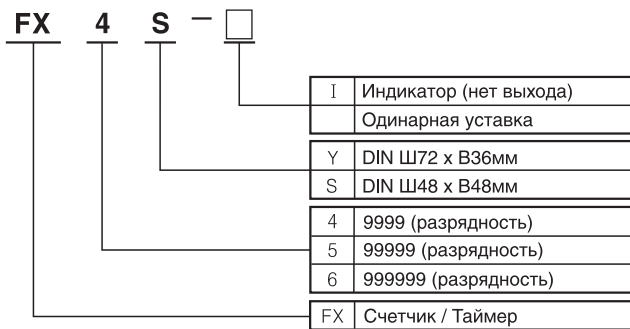 FX 4 S - □
I Индикатор (нет выхода)
Одинарная уставка
Y DIN Ш72 x В36мм
S DIN Ш48 x В48мм
4 9999 (разрядность)
5 99999 (разрядность)
6 999999 (разрядность)
FX Счетчик / Таймер